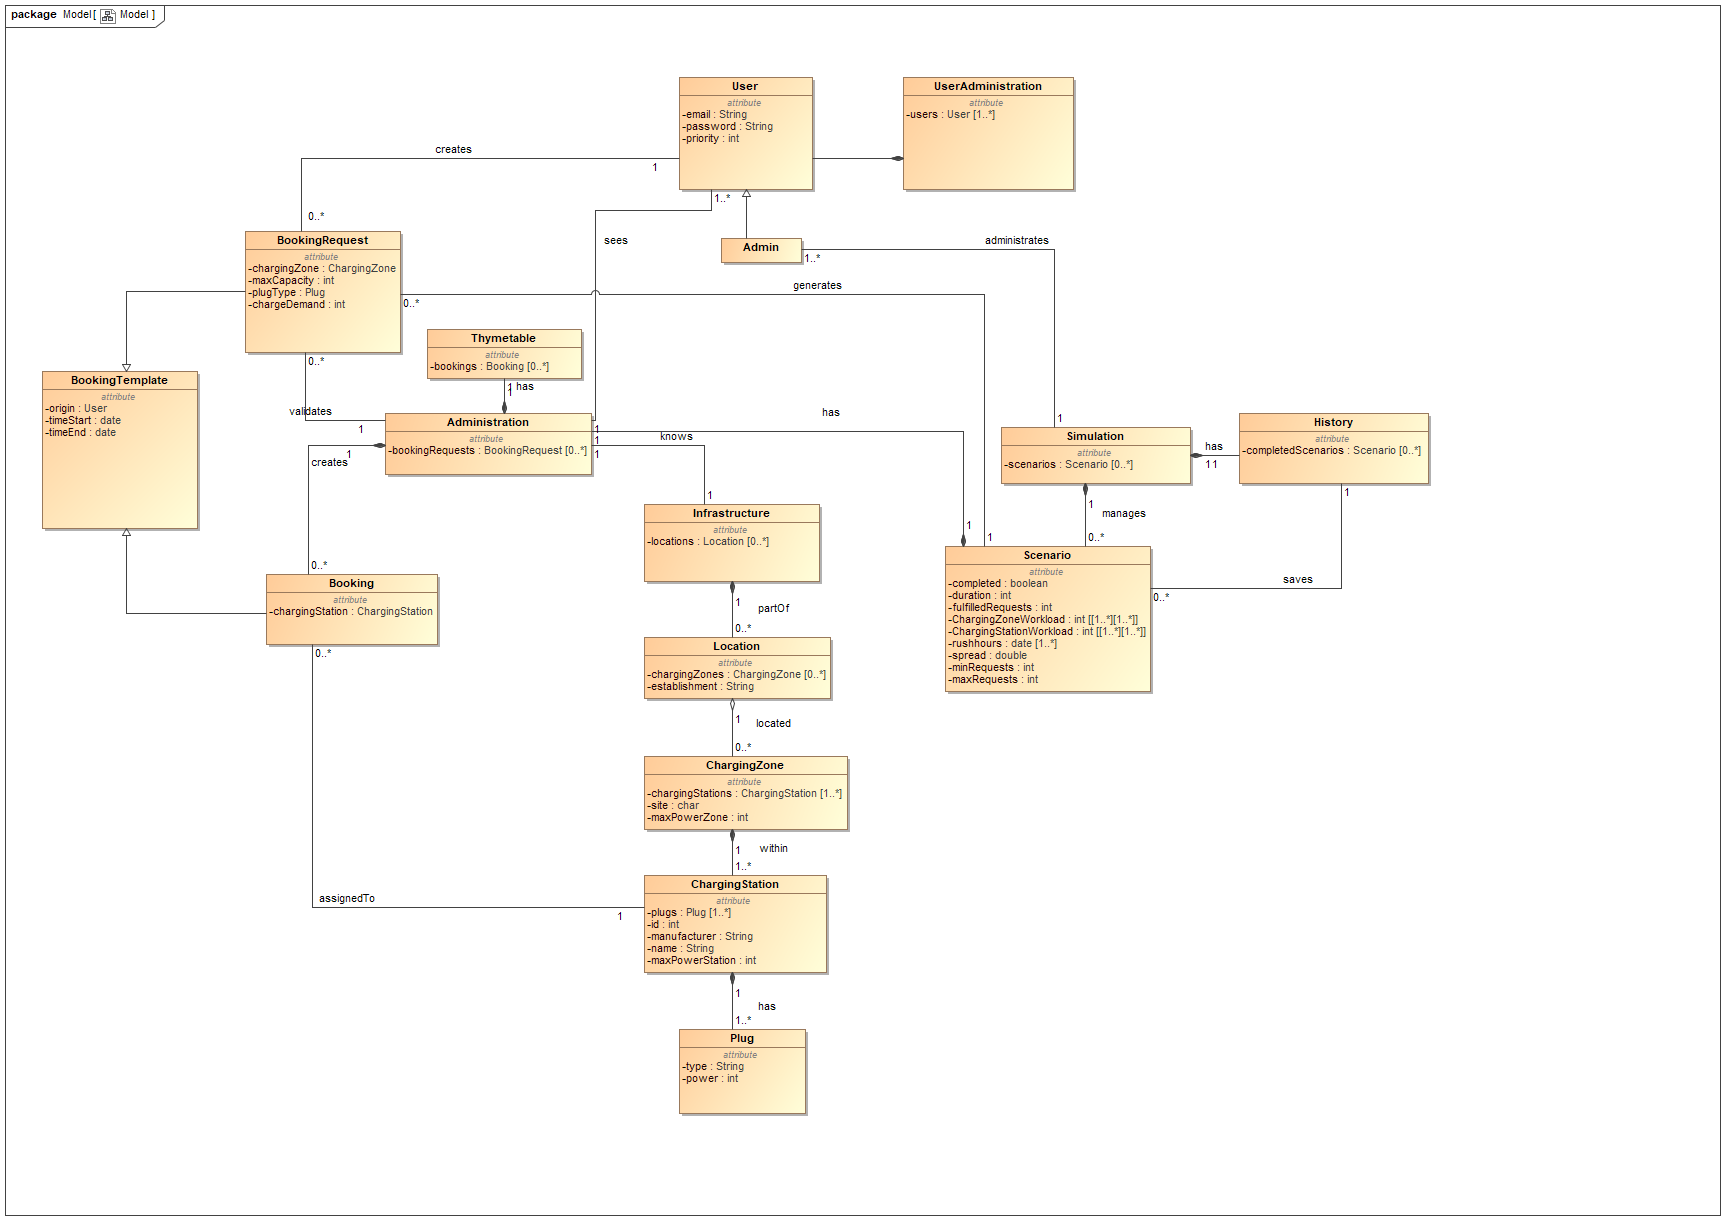 package Model[ Model ]
User
attribute
-email : String
-password : String
-priority : int
UserAdministration
attribute
-users : User [1..*]
creates
1
0..*
1..*
sees
Admin
1..*
administrates
BookingRequest
attribute
-chargingZone : ChargingZone
-maxCapacity : int
-plugType : Plug
-chargeDemand : int
0..*
generates
0..*
Thymetable
attribute
-bookings : Booking [0..*]
1
has
1
BookingTemplate
attribute
-origin : User
-timeStart : date
-timeEnd : date
validates
1
Administration
attribute
-bookingRequests : BookingRequest [0..*]
1
1
1
has
knows
1
creates
1
1
Simulation
attribute
-scenarios : Scenario [0..*]
has
1
1
History
attribute
-completedScenarios : Scenario [0..*]
1
1
manages
0..*
1
Infrastructure
attribute
-locations : Location [0..*]
1
1
Scenario
attribute
-completed : boolean
-duration : int
-fulfilledRequests : int
-ChargingZoneWorkload : int [[1..*][1..*]]
-ChargingStationWorkload : int [[1..*][1..*]]
-rushhours : date [1..*]
-spread : double
-minRequests : int
-maxRequests : int
saves
0..*
0..*
Booking
attribute
-chargingStation : ChargingStation
0..*
1
partOf
0..*
Location
attribute
-chargingZones : ChargingZone [0..*]
-establishment : String
1
located
0..*
ChargingZone
attribute
-chargingStations : ChargingStation [1..*]
-site : char
-maxPowerZone : int
1
within
1..*
assignedTo
1
ChargingStation
attribute
-plugs : Plug [1..*]
-id : int
-manufacturer : String
-name : String
-maxPowerStation : int
1
has
1..*
Plug
attribute
-type : String
-power : int